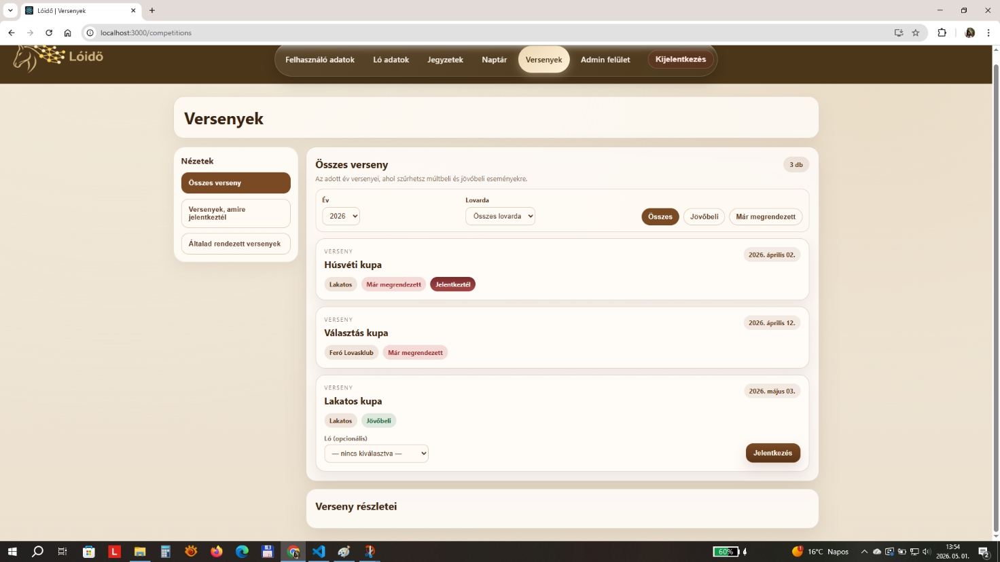 Lóidő | Versenyek
localhost:3000/competitions
Lóidő
Felhasználó adatok
Ló adatok
Jegyzetek
Naptár
Versenyek
Admin felület
Kijelentkezés
Versenyek
Nézetek
Összes verseny
Versenyek, amire
jelentkeztél
Általad rendezett versenyek
Összes verseny
3 db
Az adott év versenyei, ahol szűrhetsz múltbeli és jövőbeli eseményekre.
Év
2026
Lovarda
Összes lovarda
Összes
Jövőbeli
Már megrendezett
VERSENY
2026. április 02.
Húsvéti kupa
Lakatos
Már megrendezett
Jelentkeztél
VERSENY
2026. április 12.
Választás kupa
Feró Lovasklub
Már megrendezett
VERSENY
2026. május 03.
Lakatos kupa
Lakatos
Jövőbeli
Ló (opcionális)
— nincs kiválasztva —
Jelentkezés
Verseny részletei
L
60%
1
16°C Napos
13:54
2026. 05. 01.
2